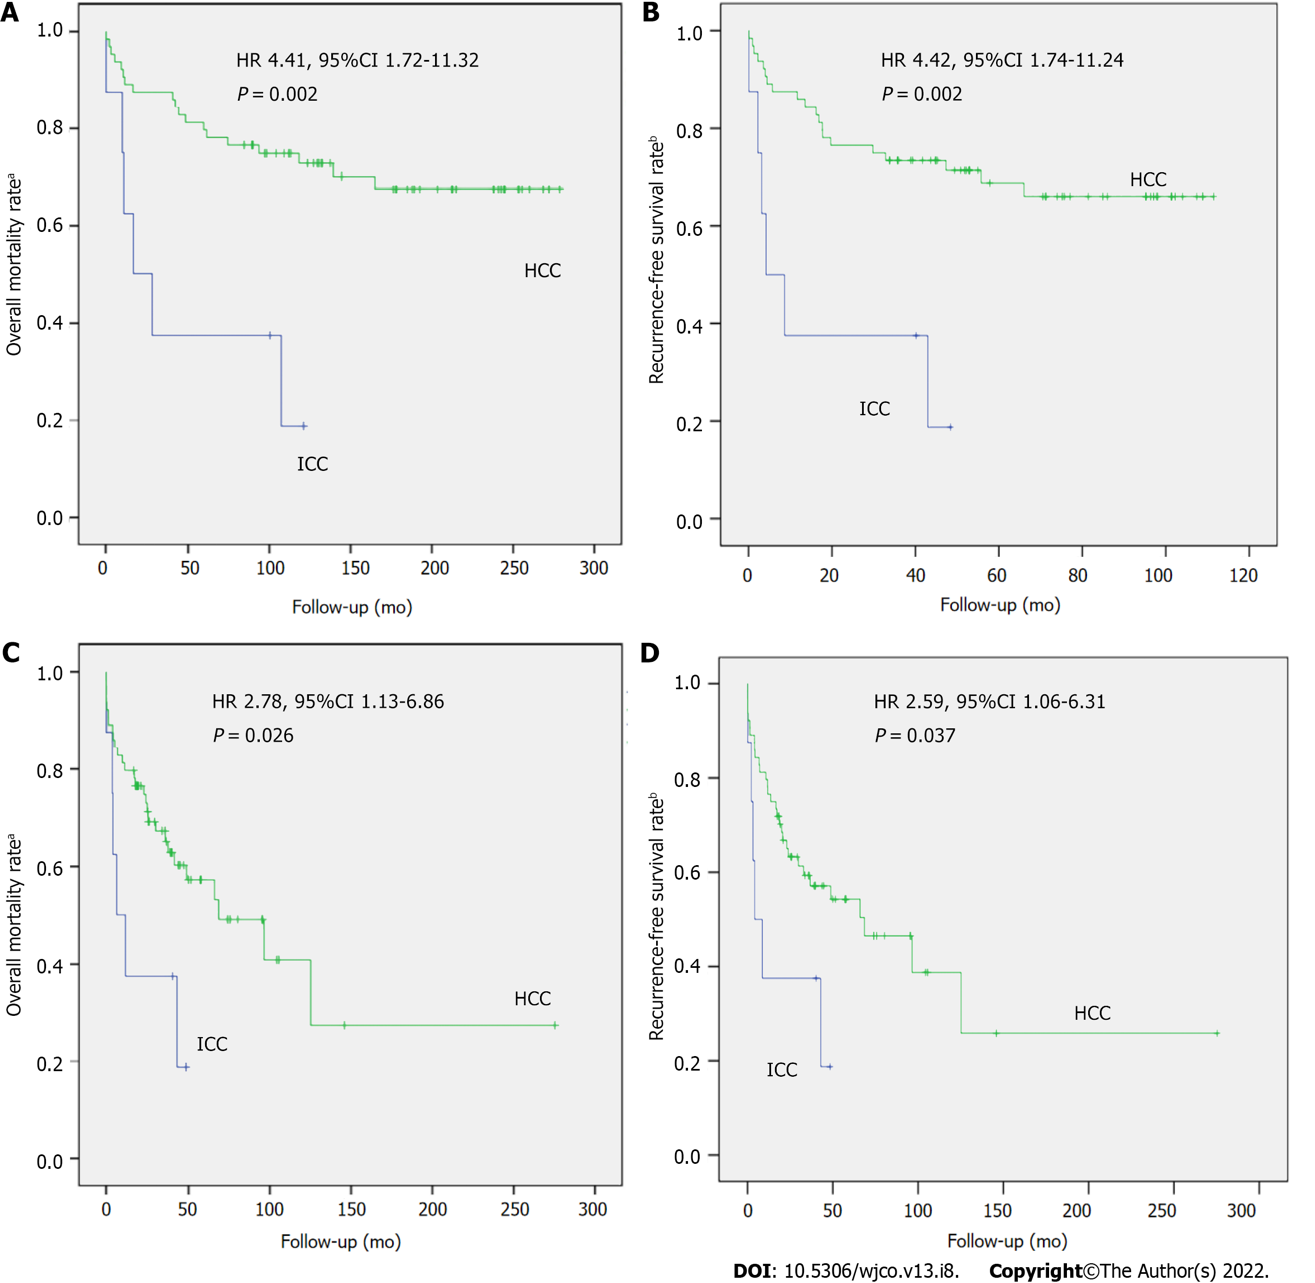 A
HR 4.41, 95%CI 1.72-11.32
P = 0.002
Overall mortality rateᵃ
1.0
0.8
0.6
0.4
0.2
0.0
HCC
ICC
0 50 100 150 200 250 300
Follow-up (mo)
B
HR 4.42, 95%CI 1.74-11.24
P = 0.002
Recurrence-free survival rateᵇ
1.0
0.8
0.6
0.4
0.2
0.0
HCC
ICC
0 20 40 60 80 100 120
Follow-up (mo)
C
HR 2.78, 95%CI 1.13-6.86
P = 0.026
Overall mortality rateᵃ
1.0
0.8
0.6
0.4
0.2
0.0
HCC
ICC
0 50 100 150 200 250 300
Follow-up (mo)
D
HR 2.59, 95%CI 1.06-6.31
P = 0.037
Recurrence-free survival rateᵇ
1.0
0.8
0.6
0.4
0.2
0.0
HCC
ICC
0 50 100 150 200 250 300
Follow-up (mo)
DOI: 10.5306/wjco.v13.i8. Copyright©The Author(s) 2022.